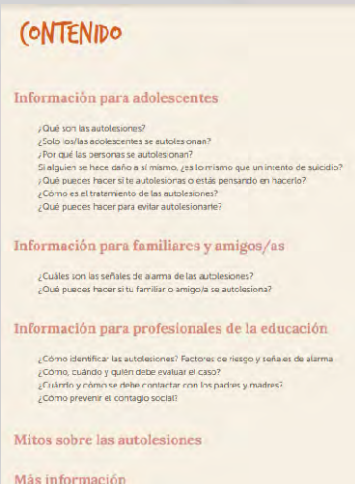 CONTENIDO
Información para adolescentes
¿Qué son las autolesiones?
¿Solo los/las adolescentes se autolesionan?
¿Por qué las personas se autolesionan?
Si alguien se hace daño a sí mismo, ¿es lo mismo que un intento de suicidio?
¿Qué puedes hacer si te autolesionas o estás pensando en hacerlo?
¿Cómo es el tratamiento de las autolesiones?
¿Qué puedes hacer para evitar autolesionarte?
Información para familiares y amigos/as
¿Cuáles son las señales de alarma de las autolesiones?
¿Qué puedes hacer si tu familiar o amigo/a se autolesiona?
Información para profesionales de la educación
¿Cómo identificar las autolesiones? Factores de riesgo y señales de alarma
¿Cómo, cuándo y quién debe evaluar el caso?
¿Cuándo y cómo se debe contactar con los padres y madres?
¿Cómo prevenir el contagio social?
Mitos sobre las autolesiones
Más información